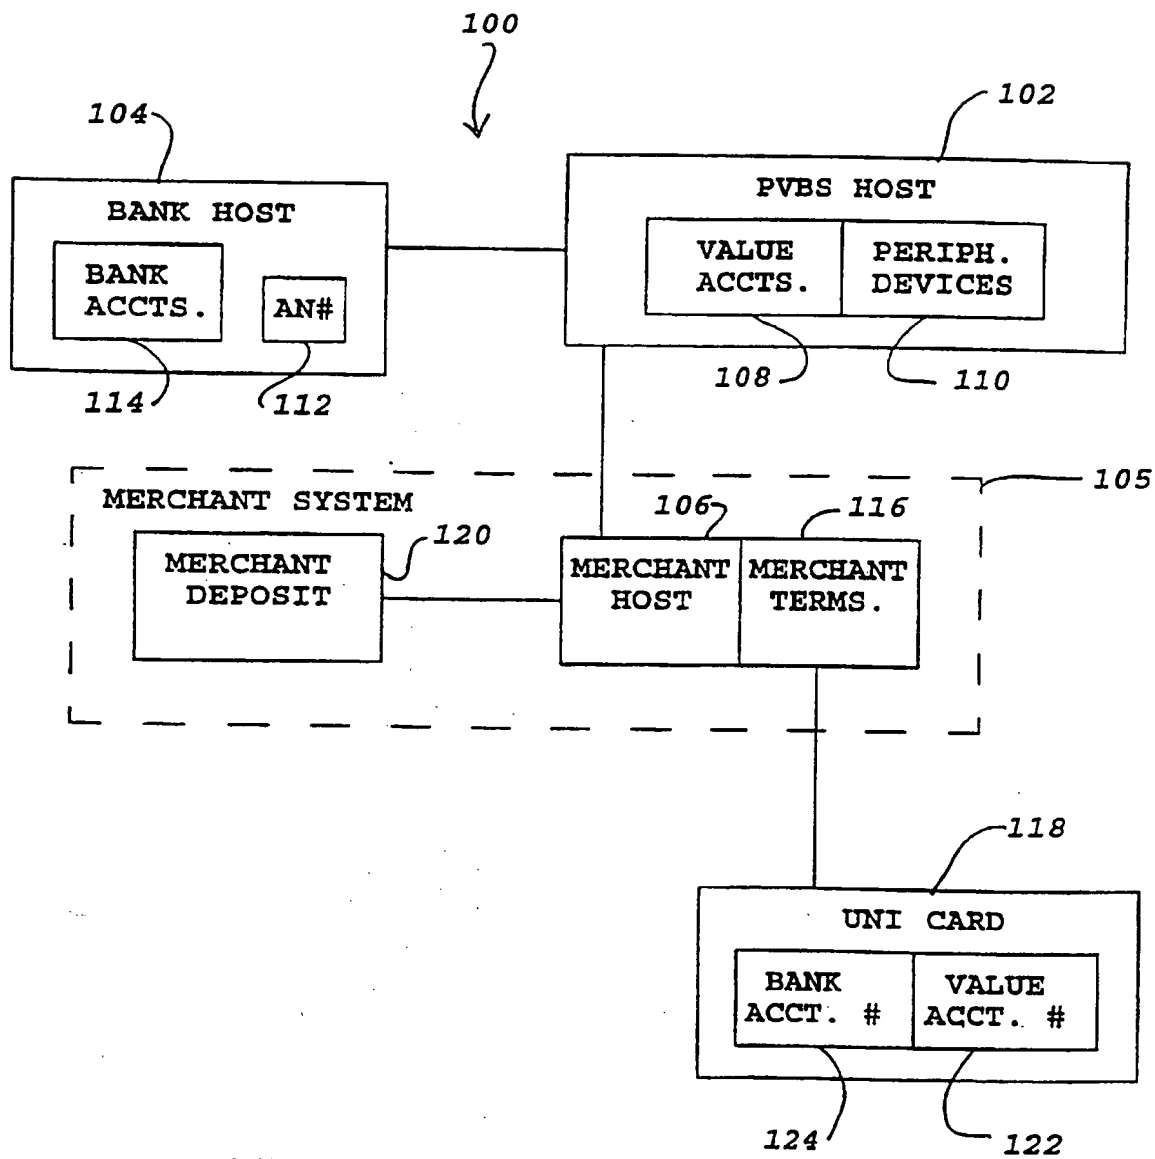 100
104
102
BANK HOST
BANK
ACCTS.
AN#
PVBS HOST
VALUE
ACCTS.
PERIPH.
DEVICES
114
112
108
110
105
MERCHANT SYSTEM
120
106
116
MERCHANT
DEPOSIT
MERCHANT
HOST
MERCHANT
TERMS.
118
UNI CARD
BANK
ACCT. #
VALUE
ACCT. #
124
122